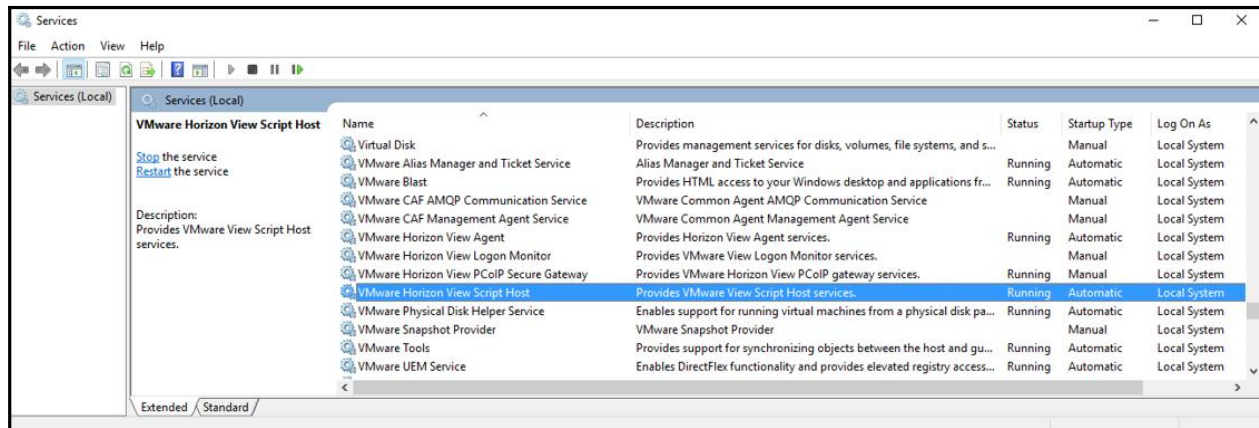 Services
File Action View Help
Services (Local)
Services (Local)
VMware Horizon View Script Host
Stop the service
Restart the service
Description:
Provides VMware View Script Host
services.
Name Description Status Startup Type Log On As
Virtual Disk Provides management services for disks, volumes, file systems, and s... Manual Local System
VMware Alias Manager and Ticket Service Alias Manager and Ticket Service Running Automatic Local System
VMware Blast Provides HTML access to your Windows desktop and applications fr... Running Automatic Local System
VMware CAF AMQP Communication Service VMware Common Agent AMQP Communication Service Manual Local System
VMware CAF Management Agent Service VMware Common Agent Management Agent Service Manual Local System
VMware Horizon View Agent Provides Horizon View Agent services. Running Automatic Local System
VMware Horizon View Logon Monitor Provides VMware Horizon View Logon Monitor services. Manual Local System
VMware Horizon View PCoIP Secure Gateway Provides VMware Horizon View PCoIP gateway services. Running Manual Local System
VMware Horizon View Script Host Provides VMware View Script Host services. Running Automatic Local System
VMware Physical Disk Helper Service Enables support for running virtual machines from a physical disk pa... Running Automatic Local System
VMware Snapshot Provider VMware Snapshot Provider Manual Local System
VMware Tools Provides support for synchronizing objects between the host and gu... Running Automatic Local System
VMware UEM Service Enables DirectFlex functionality and provides elevated registry access... Running Automatic Local System
Extended Standard